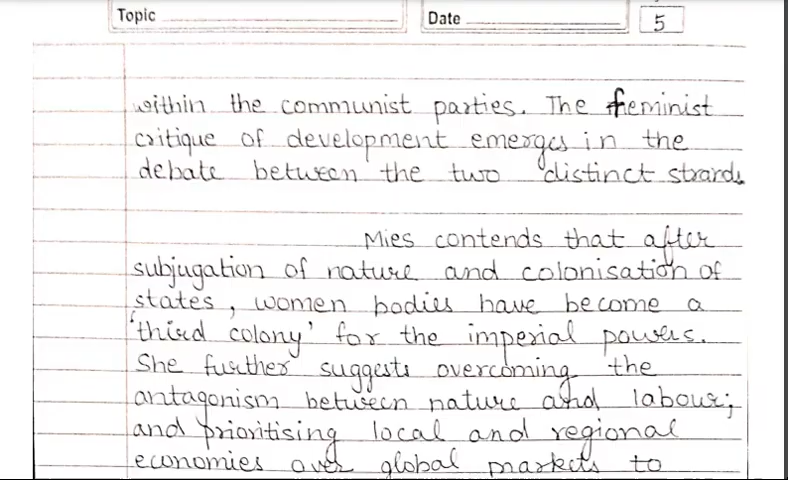 Topic
Date
5
within the communist parties. The feminist
critique of development emerges in the
debate between the two distinct strands
Mies contends that after
subjugation of nature and colonisation of
states, women bodies have become a
'third colony' for the imperial powers.
She further suggests overcoming the
antagonism between nature and labour;
and prioritising local and regional
economies over global markets to